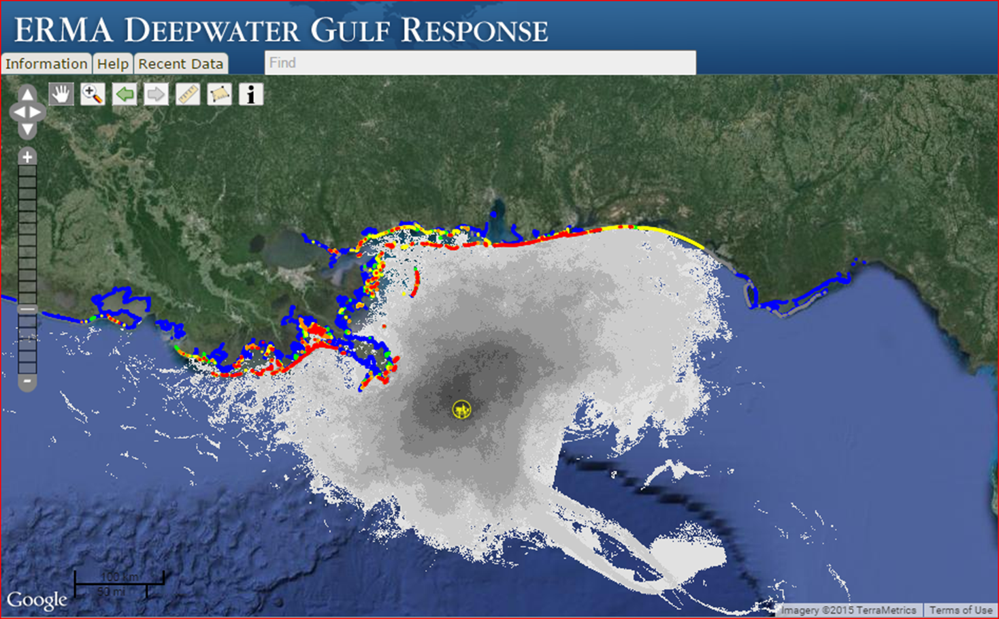 ERMA DEEPWATER GULF RESPONSE
Information Help Recent Data Find
i
+
-
100 km
50 mi
Google
Imagery ©2015 TerraMetrics Terms of Use